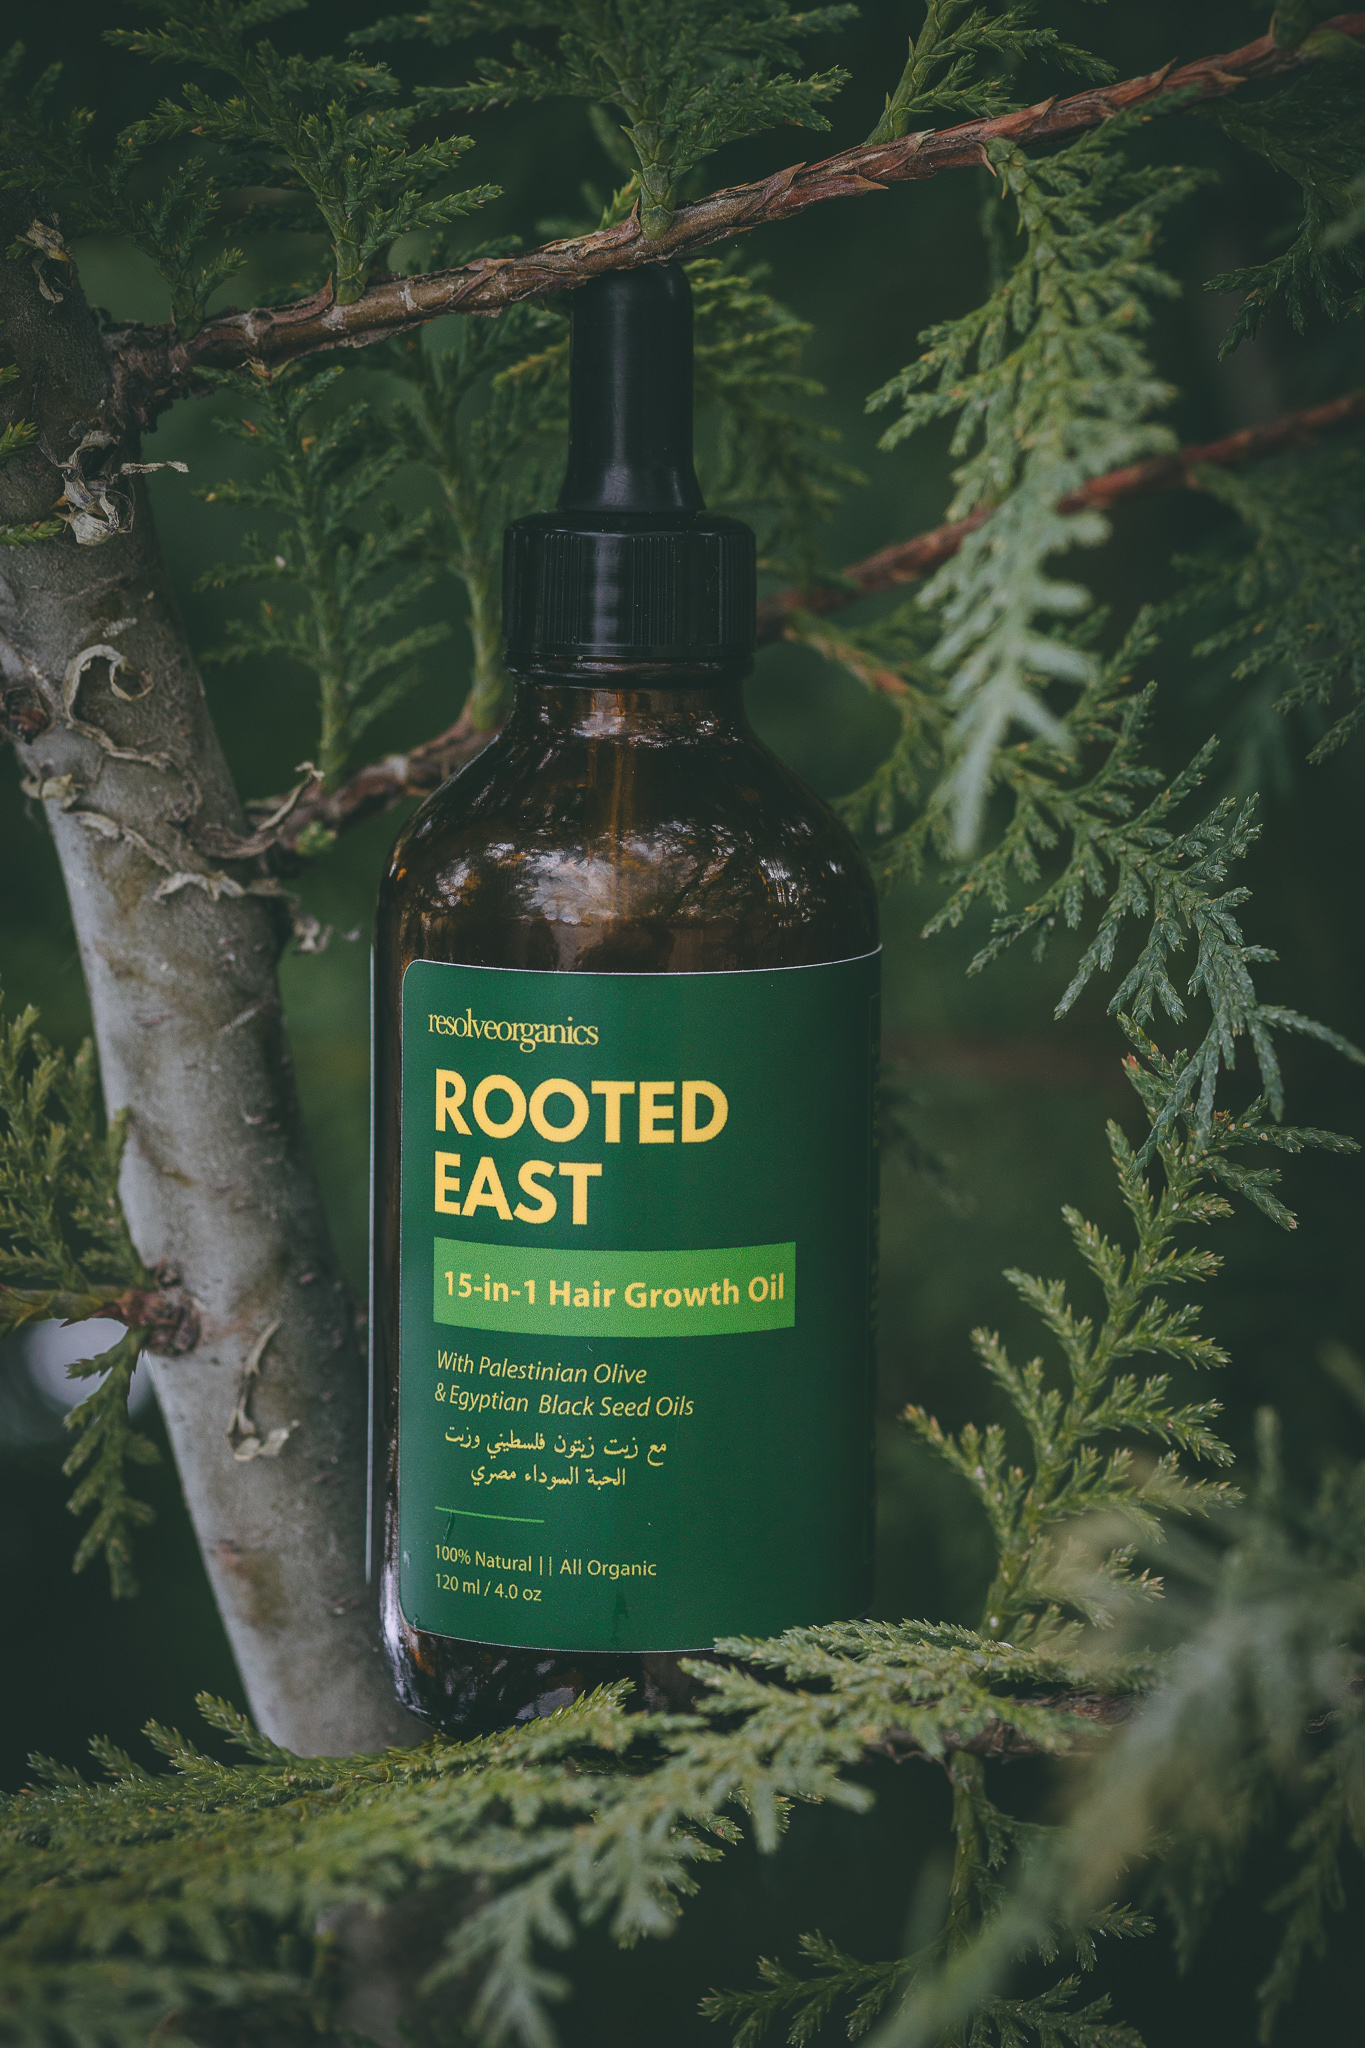 resolveorganics
ROOTED
EAST
15-in-1 Hair Growth Oil
With Palestinian Olive
& Egyptian Black Seed Oils
مع زيت زيتون فلسطيني وزيت
الحبة السوداء مصري
100% Natural || All Organic
120 ml / 4.0 oz